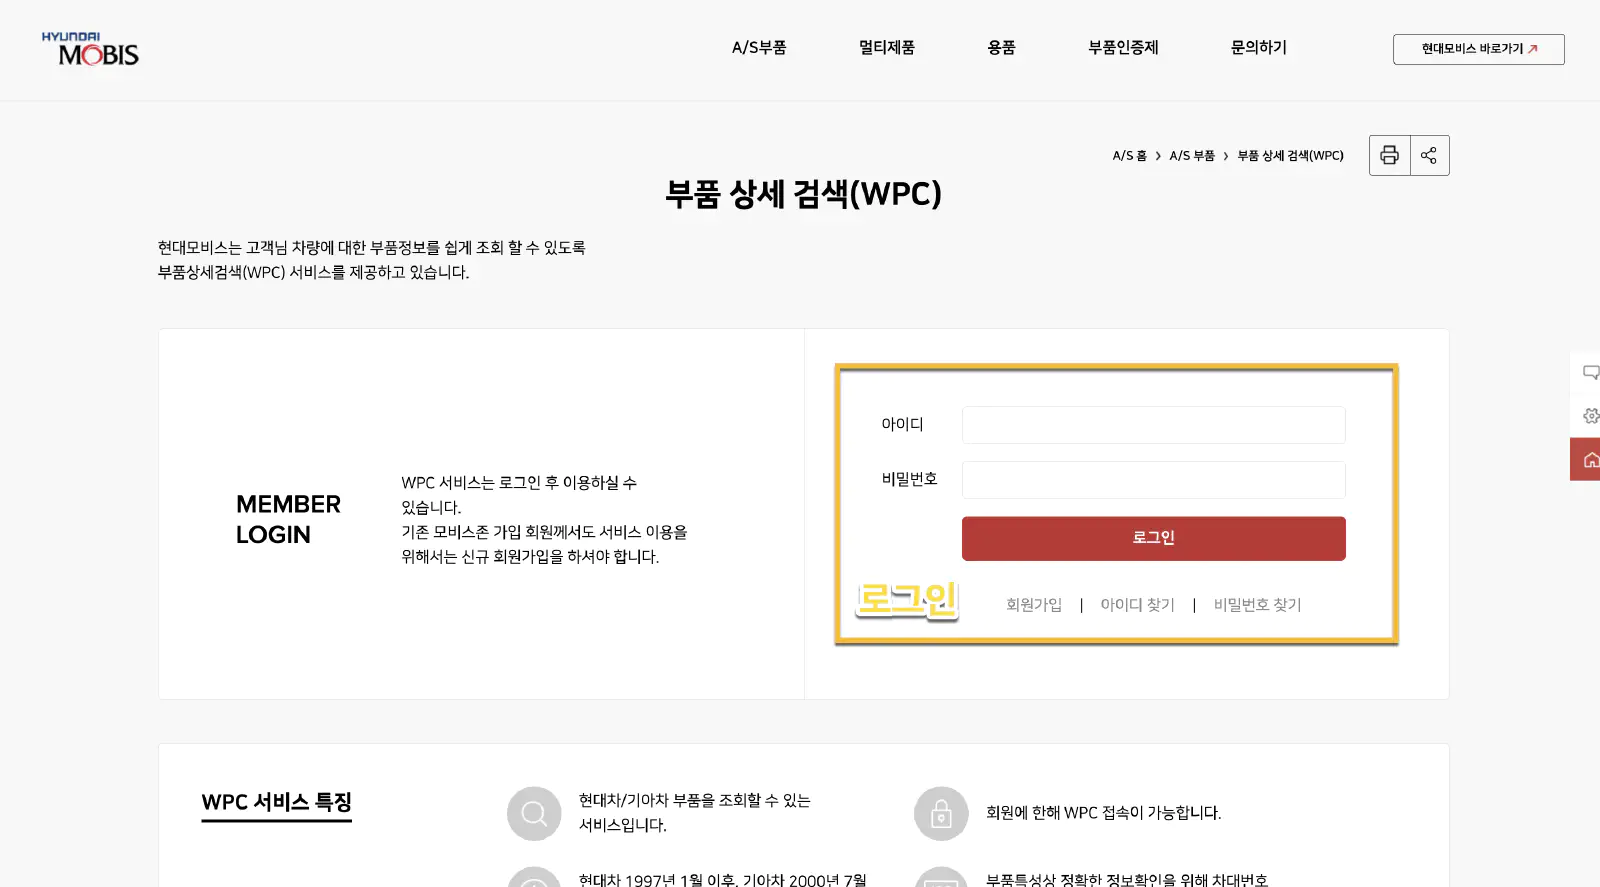 HYUNDAI
MOBIS
A/S부품 멀티제품 용품 부품인증제 문의하기
현대모비스 바로가기
A/S 홈 > A/S 부품 > 부품 상세 검색(WPC)
부품 상세 검색(WPC)
현대모비스는 고객님 차량에 대한 부품정보를 쉽게 조회 할 수 있도록
부품상세검색(WPC) 서비스를 제공하고 있습니다.
MEMBER
LOGIN
WPC 서비스는 로그인 후 이용하실 수
있습니다.
기존 모비스존 가입 회원께서도 서비스 이용을
위해서는 신규 회원가입을 하셔야 합니다.
아이디
비밀번호
로그인
로그인
회원가입 | 아이디 찾기 | 비밀번호 찾기
WPC 서비스 특징
현대차/기아차 부품을 조회할 수 있는
서비스입니다.
회원에 한해 WPC 접속이 가능합니다.
현대차 1997년 1월 이후, 기아차 2000년 7월
부품특성상 정확한 정보확인을 위해 차대번호